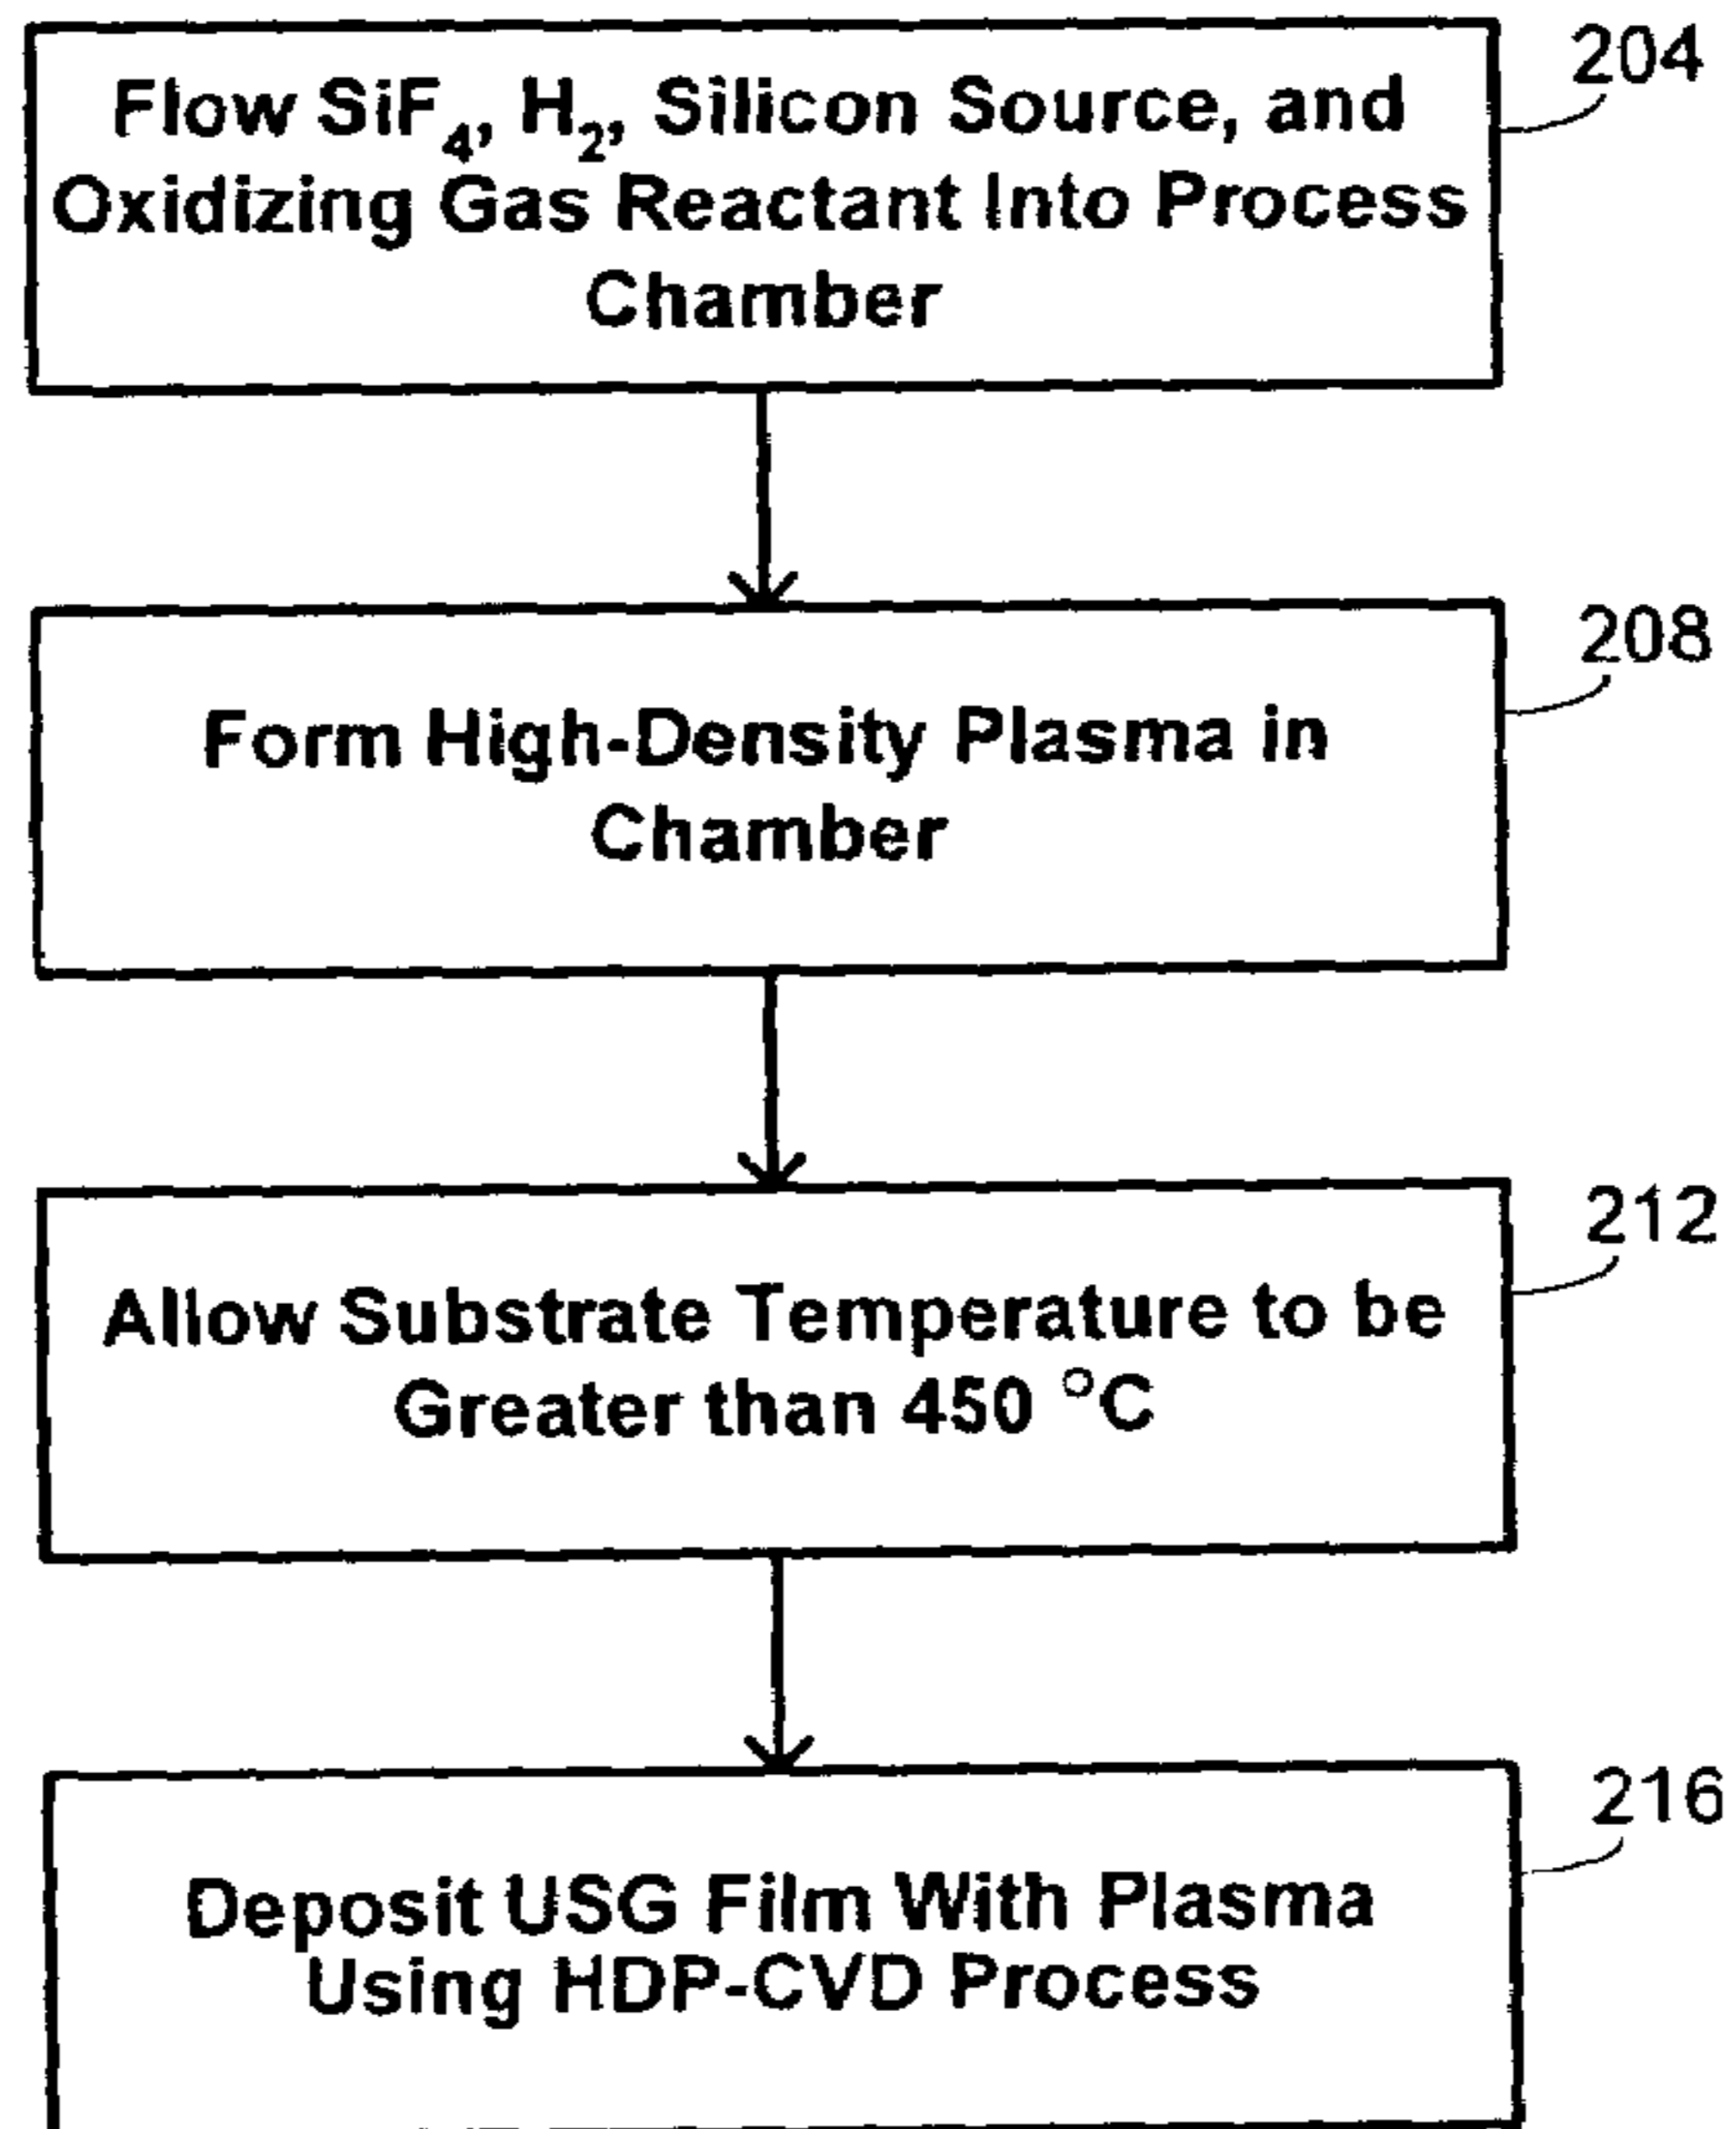 204
Flow SiF₄, H₂, Silicon Source, and
Oxidizing Gas Reactant Into Process
Chamber
208
Form High-Density Plasma in
Chamber
212
Allow Substrate Temperature to be
Greater than 450 °C
216
Deposit USG Film With Plasma
Using HDP-CVD Process